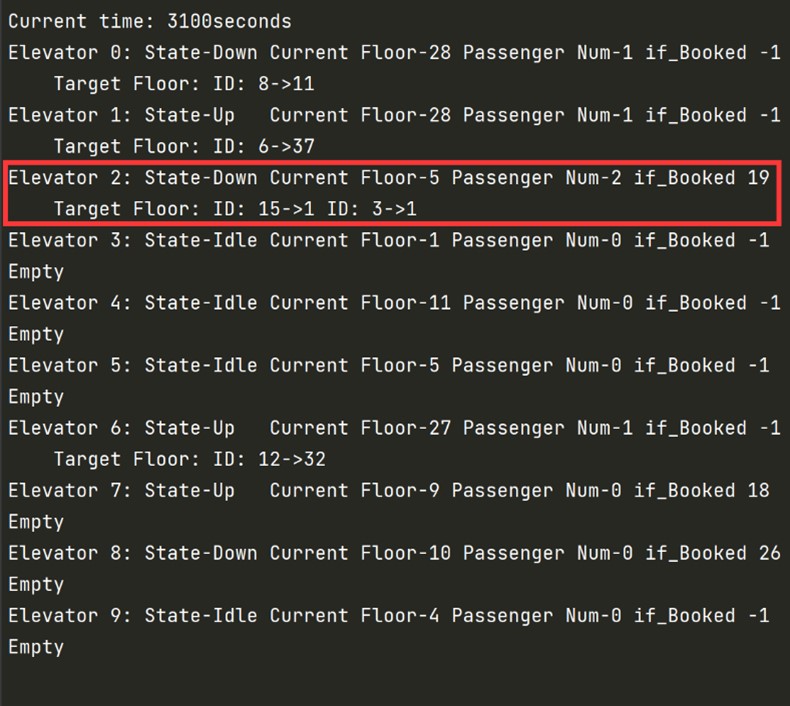 Current time: 3100seconds
Elevator 0: State-Down Current Floor-28 Passenger Num-1 if_Booked -1
    Target Floor: ID: 8->11
Elevator 1: State-Up   Current Floor-28 Passenger Num-1 if_Booked -1
    Target Floor: ID: 6->37
Elevator 2: State-Down Current Floor-5 Passenger Num-2 if_Booked 19
    Target Floor: ID: 15->1 ID: 3->1
Elevator 3: State-Idle Current Floor-1 Passenger Num-0 if_Booked -1
Empty
Elevator 4: State-Idle Current Floor-11 Passenger Num-0 if_Booked -1
Empty
Elevator 5: State-Idle Current Floor-5 Passenger Num-0 if_Booked -1
Empty
Elevator 6: State-Up   Current Floor-27 Passenger Num-1 if_Booked -1
    Target Floor: ID: 12->32
Elevator 7: State-Up   Current Floor-9 Passenger Num-0 if_Booked 18
Empty
Elevator 8: State-Down Current Floor-10 Passenger Num-0 if_Booked 26
Empty
Elevator 9: State-Idle Current Floor-4 Passenger Num-0 if_Booked -1
Empty